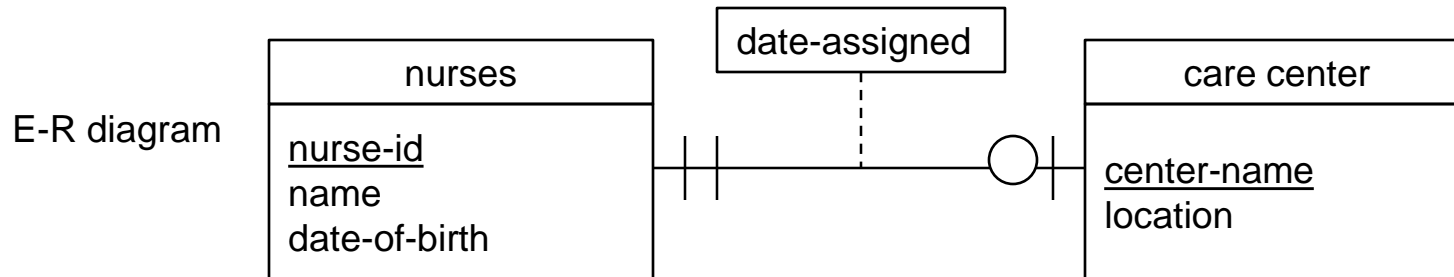 date-assigned
nurses
care center
E-R diagram
nurse-id
name
date-of-birth
center-name
location